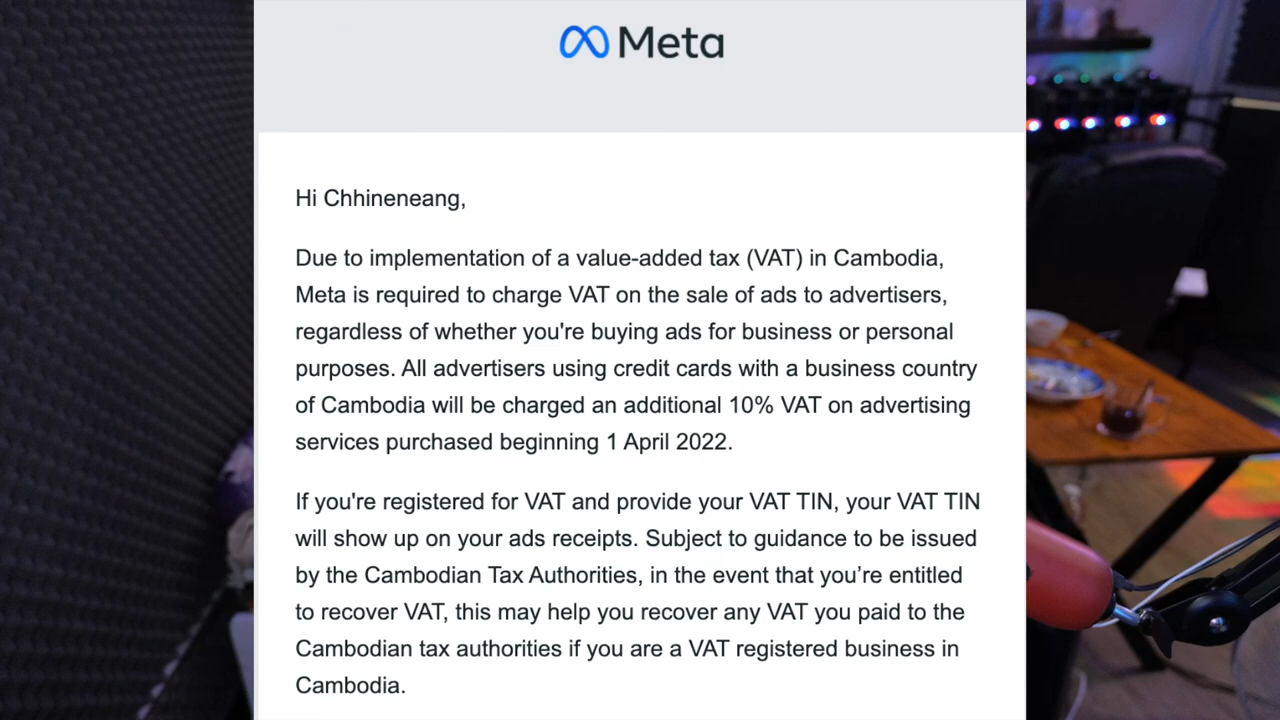 Meta
Hi Chhineneang,
Due to implementation of a value-added tax (VAT) in Cambodia,
Meta is required to charge VAT on the sale of ads to advertisers,
regardless of whether you're buying ads for business or personal
purposes. All advertisers using credit cards with a business country
of Cambodia will be charged an additional 10% VAT on advertising
services purchased beginning 1 April 2022.
If you're registered for VAT and provide your VAT TIN, your VAT TIN
will show up on your ads receipts. Subject to guidance to be issued
by the Cambodian Tax Authorities, in the event that you’re entitled
to recover VAT, this may help you recover any VAT you paid to the
Cambodian tax authorities if you are a VAT registered business in
Cambodia.